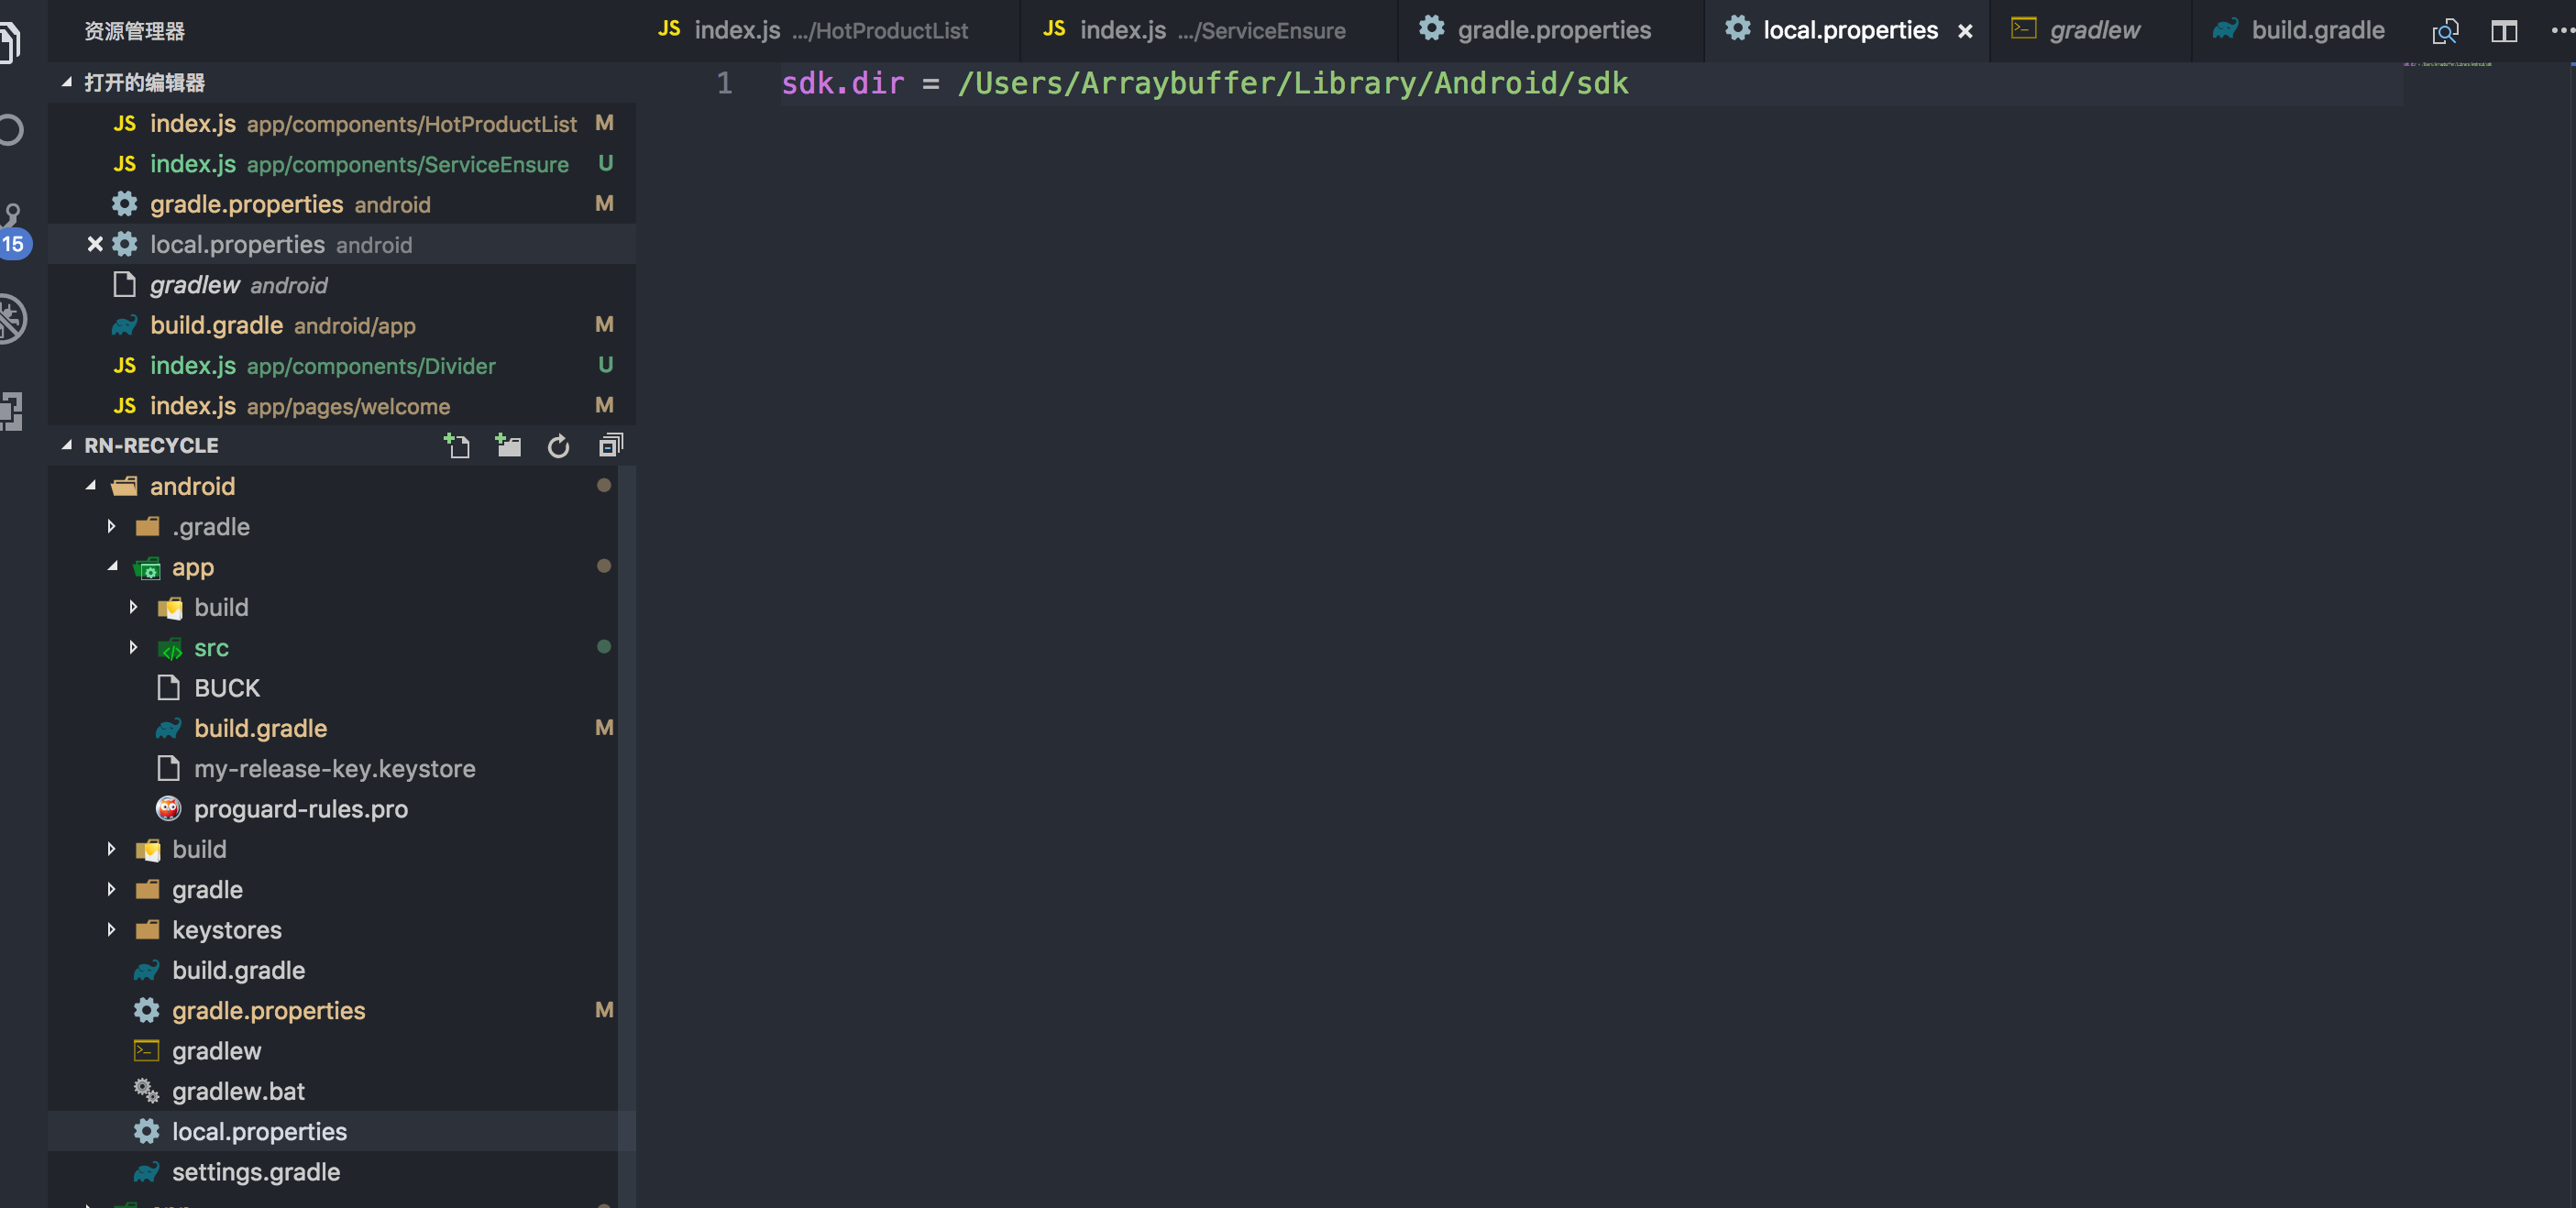 资源管理器
打开的编辑器
JS index.js app/components/HotProductList M
JS index.js app/components/ServiceEnsure U
gradle.properties android M
local.properties android
gradlew android
build.gradle android/app M
JS index.js app/components/Divider U
JS index.js app/pages/welcome M
15
RN-RECYCLE
android
.gradle
app
build
src
BUCK
build.gradle M
my-release-key.keystore
proguard-rules.pro
build
gradle
keystores
build.gradle
gradle.properties M
gradlew
gradlew.bat
local.properties
settings.gradle
JS index.js .../HotProductList JS index.js .../ServiceEnsure gradle.properties local.properties gradlew build.gradle
1 sdk.dir = /Users/Arraybuffer/Library/Android/sdk